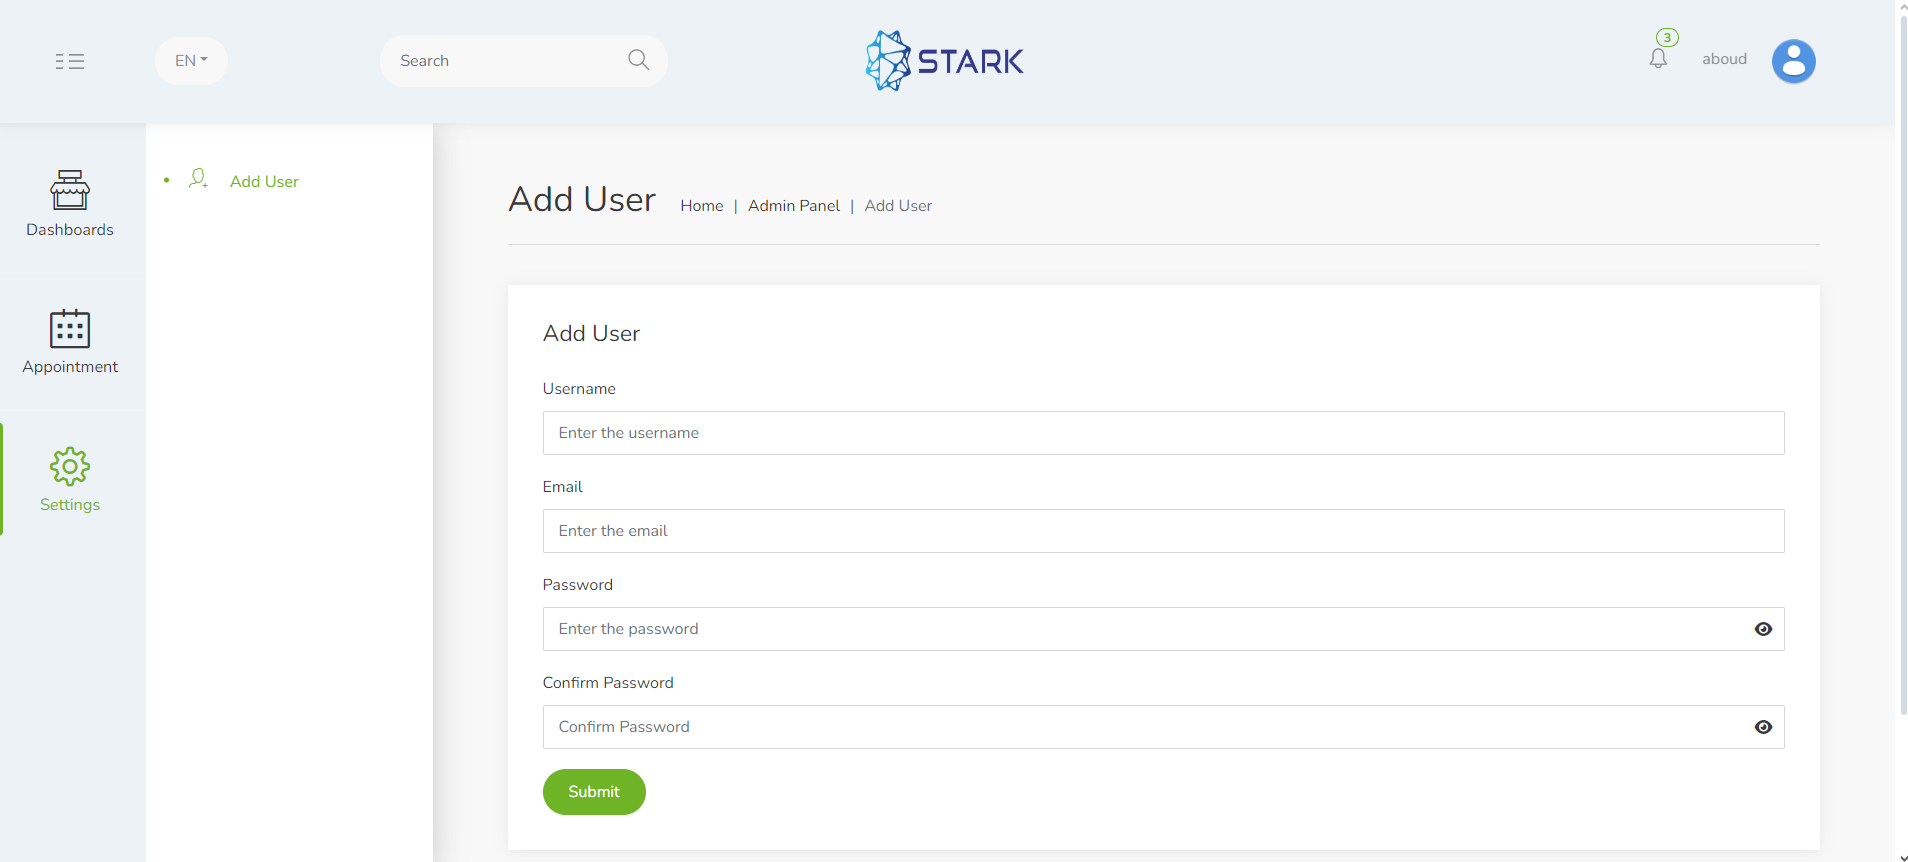 EN
Search
STARK
3
aboud
Dashboards
Appointment
Settings
Add User
Add User
Home | Admin Panel | Add User
Add User
Username
Enter the username
Email
Enter the email
Password
Enter the password
Confirm Password
Confirm Password
Submit